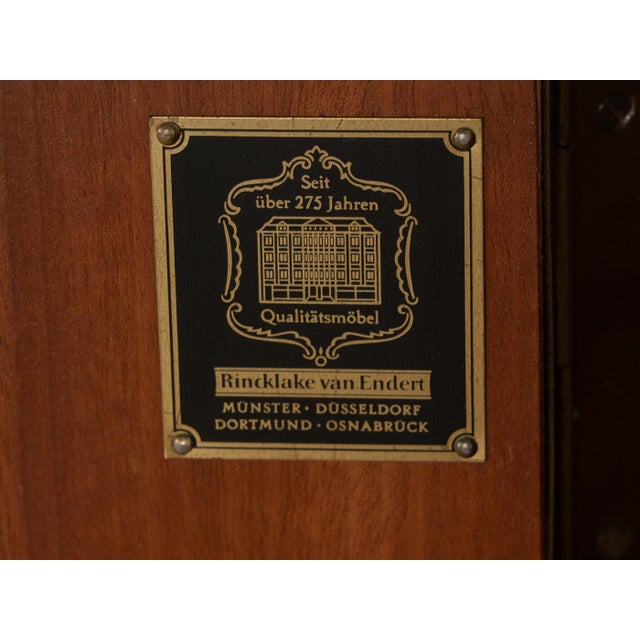 Seit
über 275 Jahren
Qualitätsmöbel
Rincklake van Endert
MÜNSTER · DÜSSELDORF
DORTMUND · OSNABRÜCK